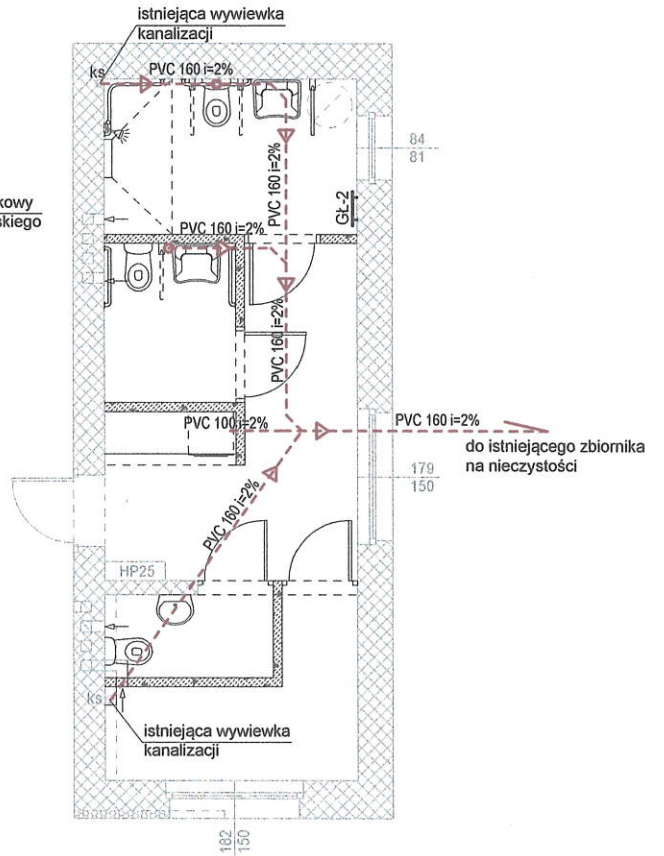 istniejąca wywiewka
kanalizacji
ks
PVC 160 i=2%
84
81
PVC 160 i=2%
GŁ-2
kowy
skiego
PVC 160 i=2%
PVC 160 i=2%
PVC 100 i=2%
PVC 160 i=2%
do istniejącego zbiornika
na nieczystości
179
150
PVC 160 i=2%
HP25
ks
istniejąca wywiewka
kanalizacji
182
150